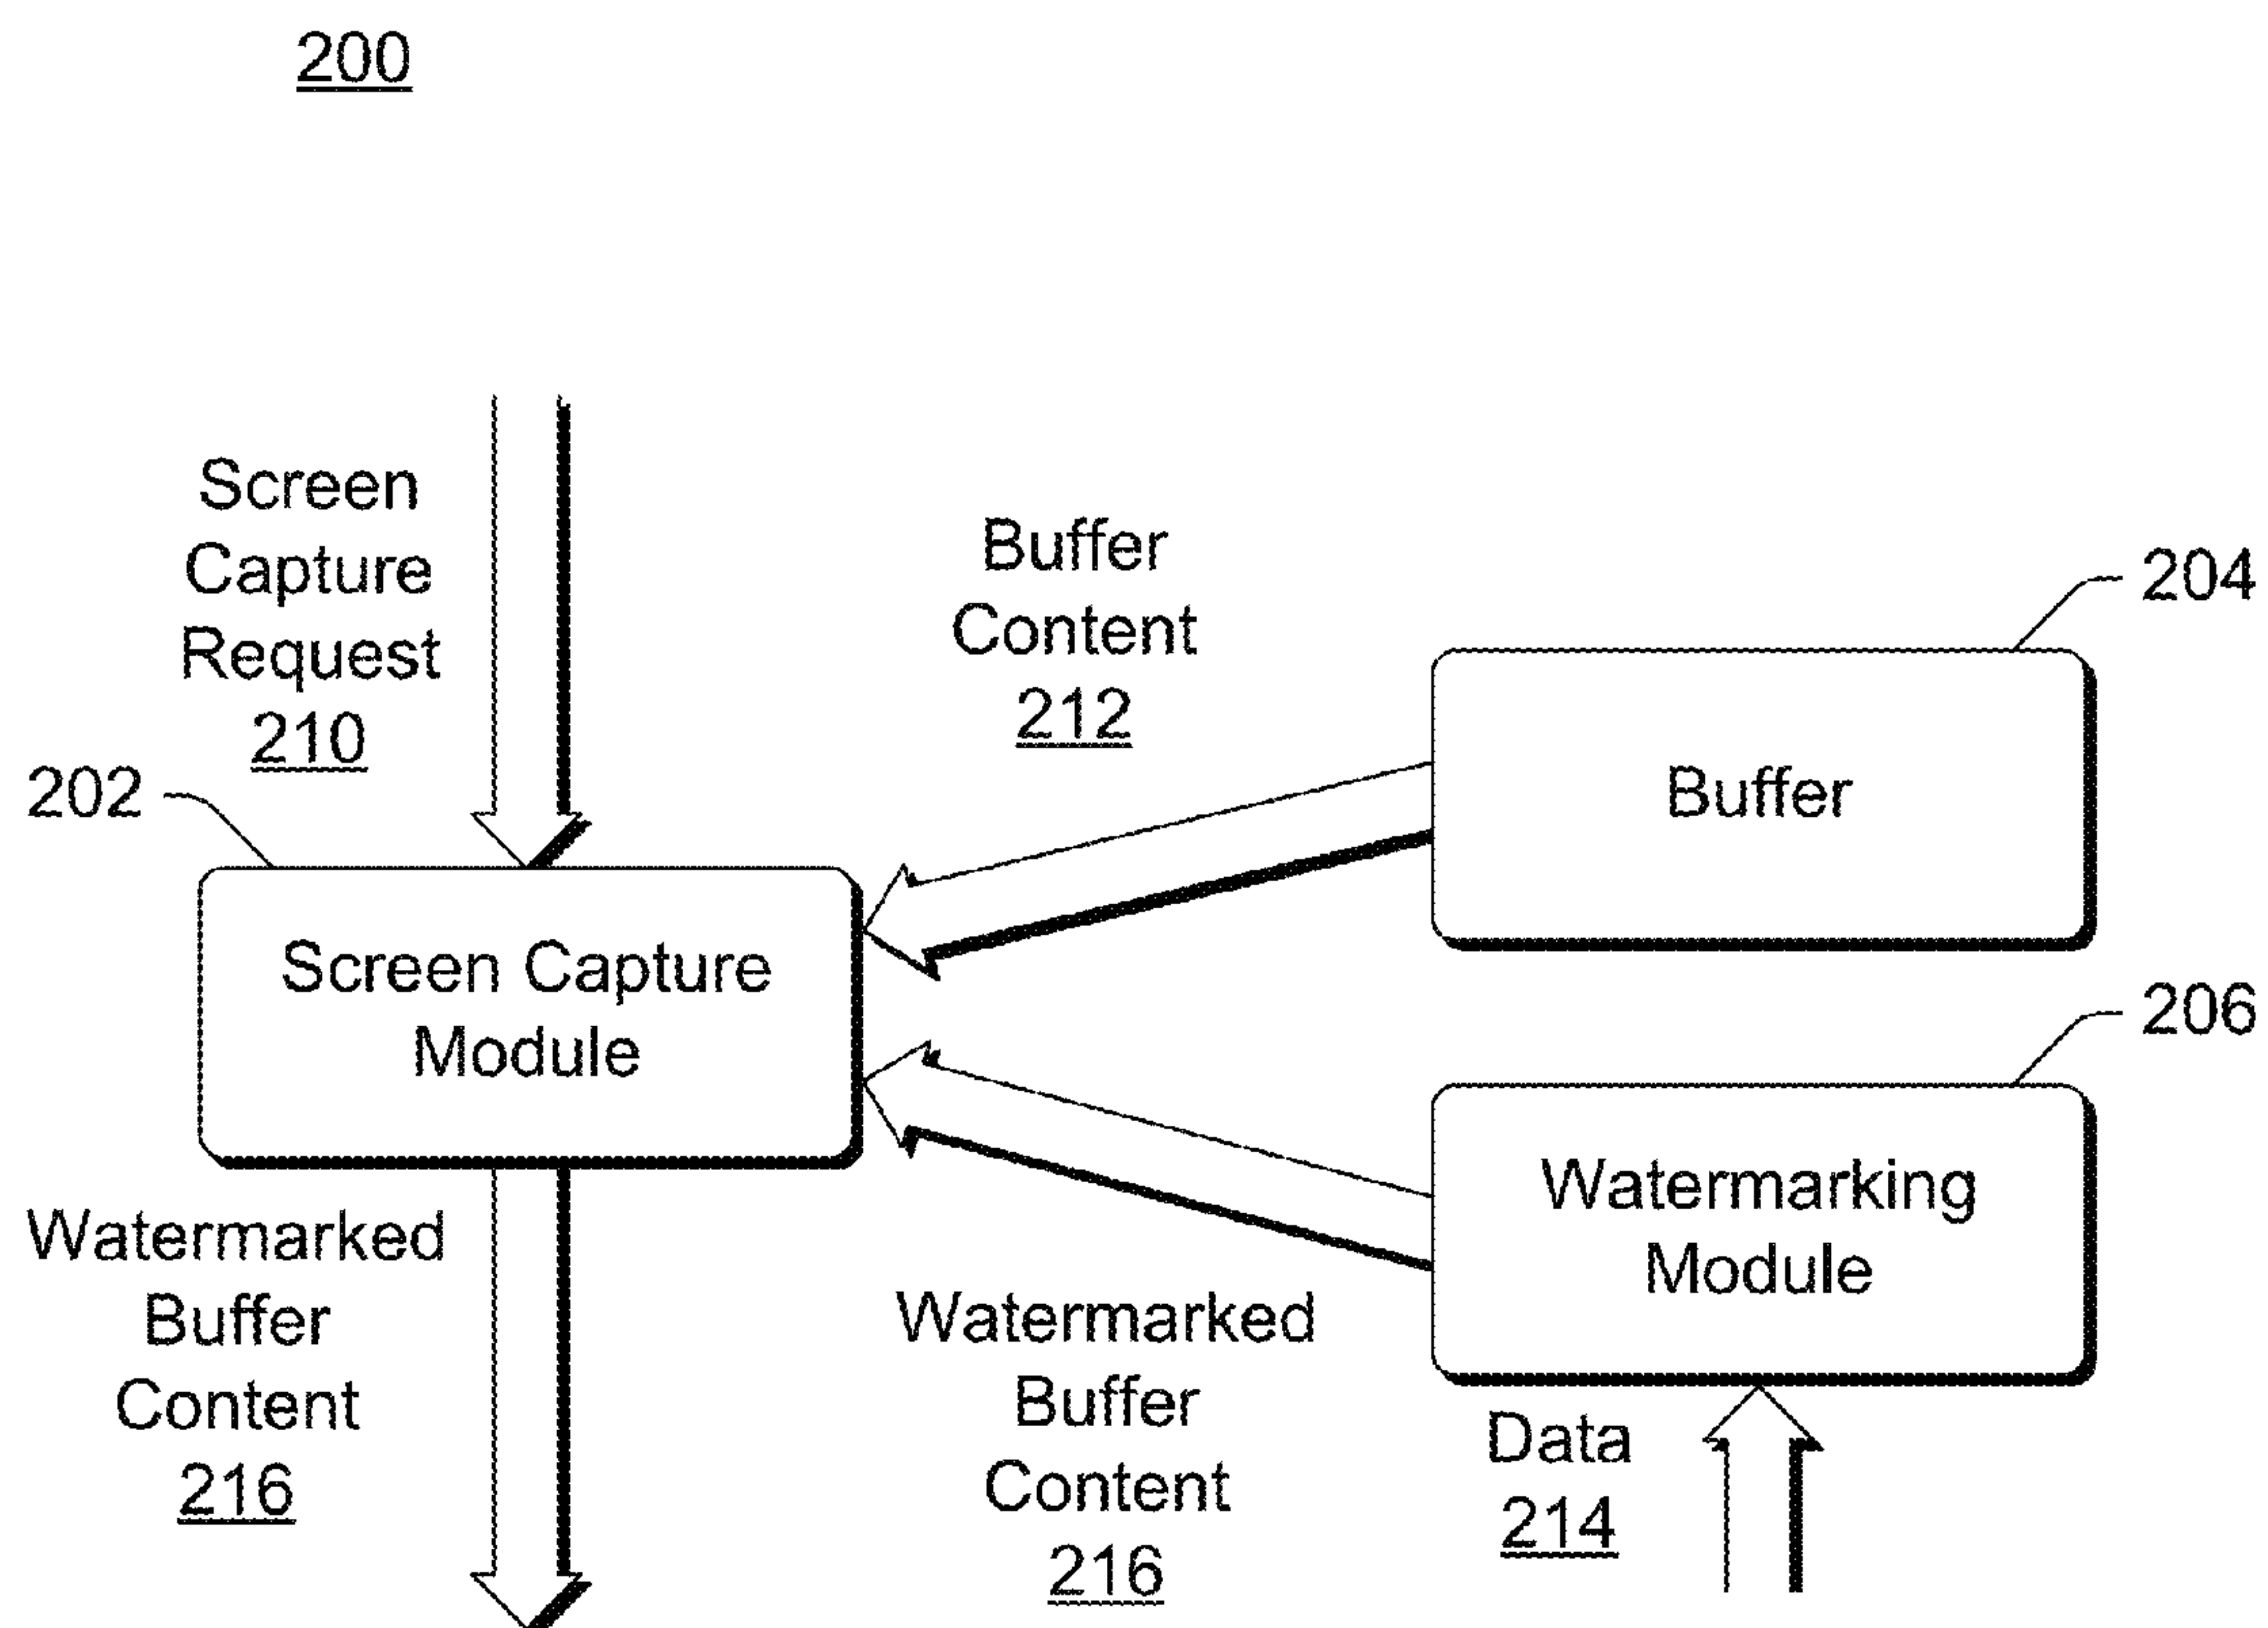 200
Screen
Capture
Request
210
Buffer
Content
212
204
Buffer
202
Screen Capture
Module
206
Watermarking
Module
Watermarked
Buffer
Content
216
Watermarked
Buffer
Content
216
Data
214